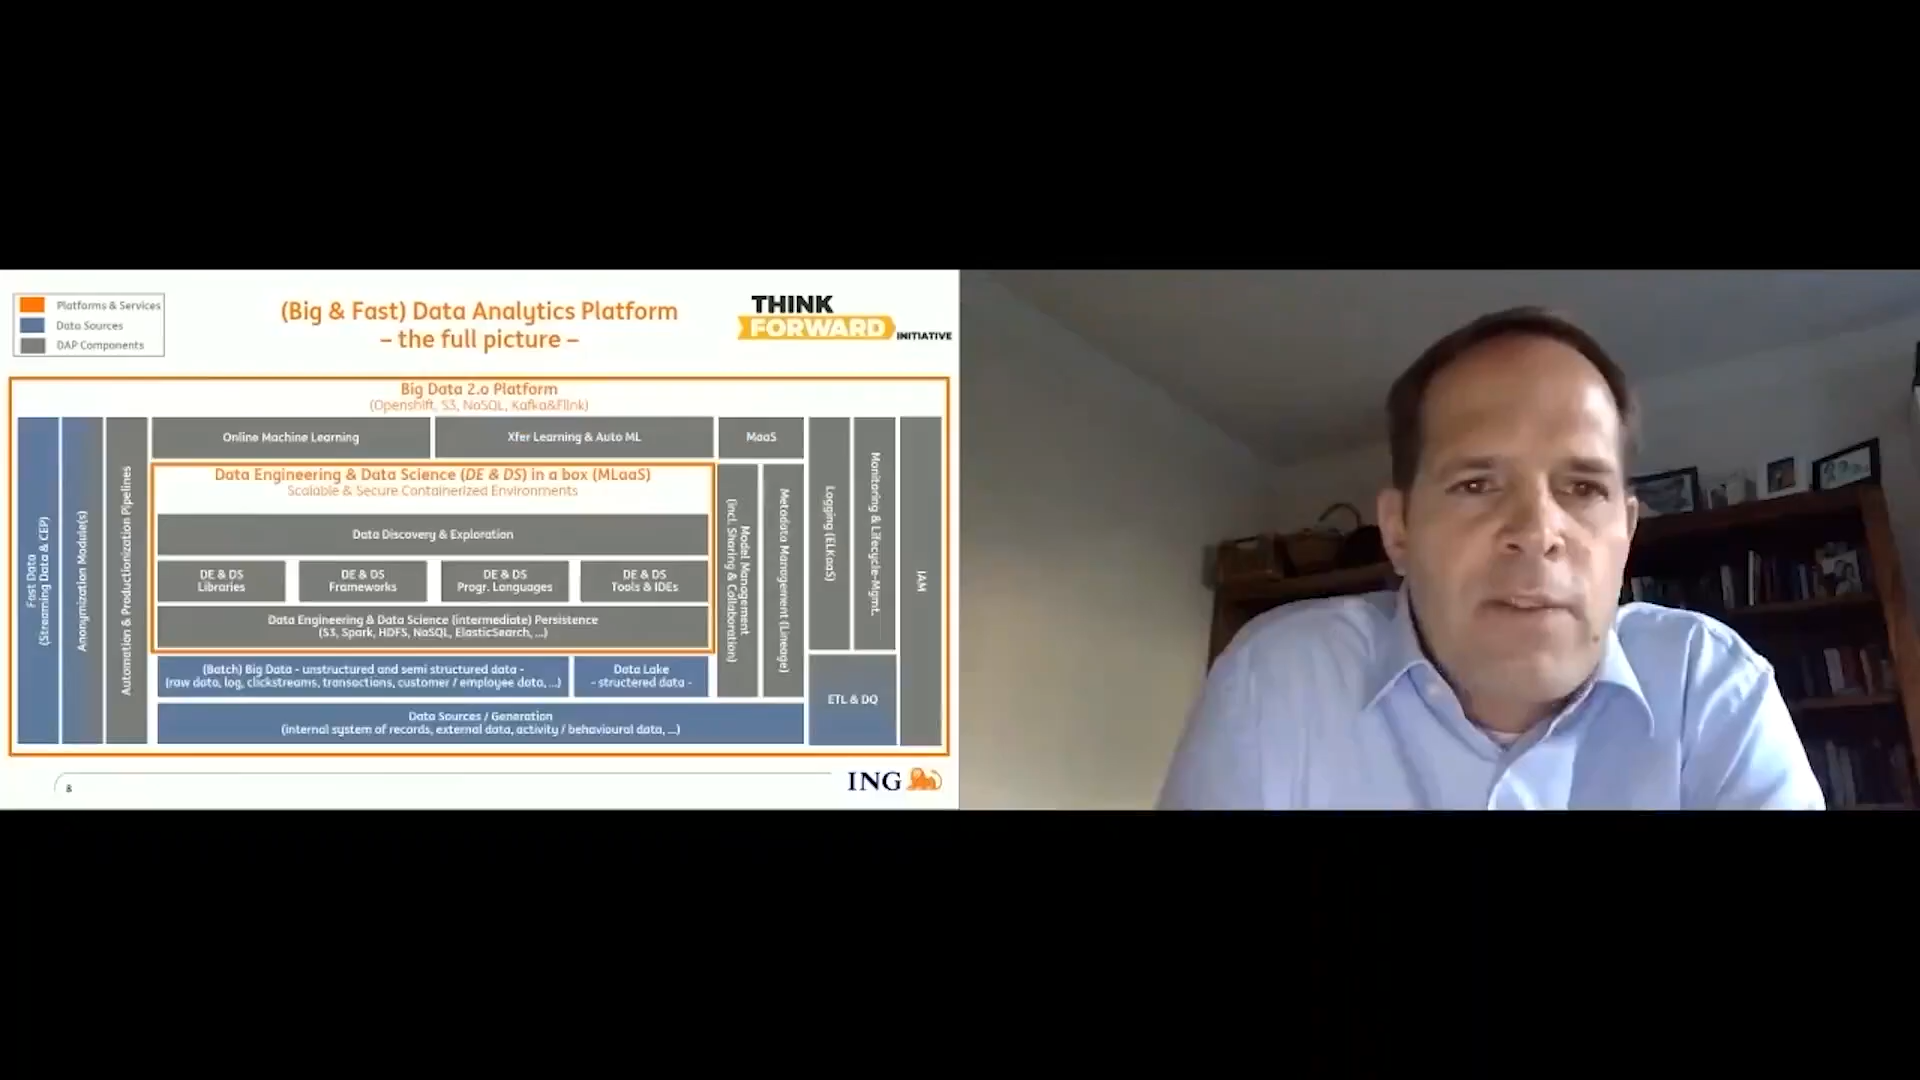 Platforms & Services
Data Sources
DAP Components
(Big & Fast) Data Analytics Platform
– the full picture –
THINK
FORWARD
INITIATIVE
Big Data 2.0 Platform
(Openshift, S3, NoSQL, Kafka&Flink)
Fast Data
(Streaming Data & CEP)
Anonymization Module(s)
Automation & Productionization Pipelines
Online Machine Learning
Xfer Learning & Auto ML
MaaS
Data Engineering & Data Science (DE & DS) in a box (MLaaS)
Scalable & Secure Containerized Environments
Data Discovery & Exploration
DE & DS
Libraries
DE & DS
Frameworks
DE & DS
Progr. Languages
DE & DS
Tools & IDEs
Data Engineering & Data Science (intermediate) Persistence
(S3, Spark, HDFS, NoSQL, ElasticSearch, ...)
(Batch) Big Data - unstructured and semi structured data -
(raw data, log, clickstreams, transactions, customer / employee data, ...)
Data Lake
- structered data -
Data Sources / Generation
(internal system of records, external data, activity / behavioural data, ...)
Model Management
(incl. Sharing & Collaboration)
Metadata Management (Lineage)
Logging (ELKaaS)
Monitoring & Lifecycle-Mgmt.
ETL & DQ
IAM
8
ING